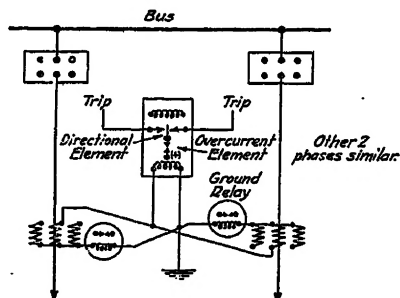 Bus
Trip
Trip
Directional
Element
Overcurrent
Element
(+)
Other 2
phases similar.
Ground
Relay